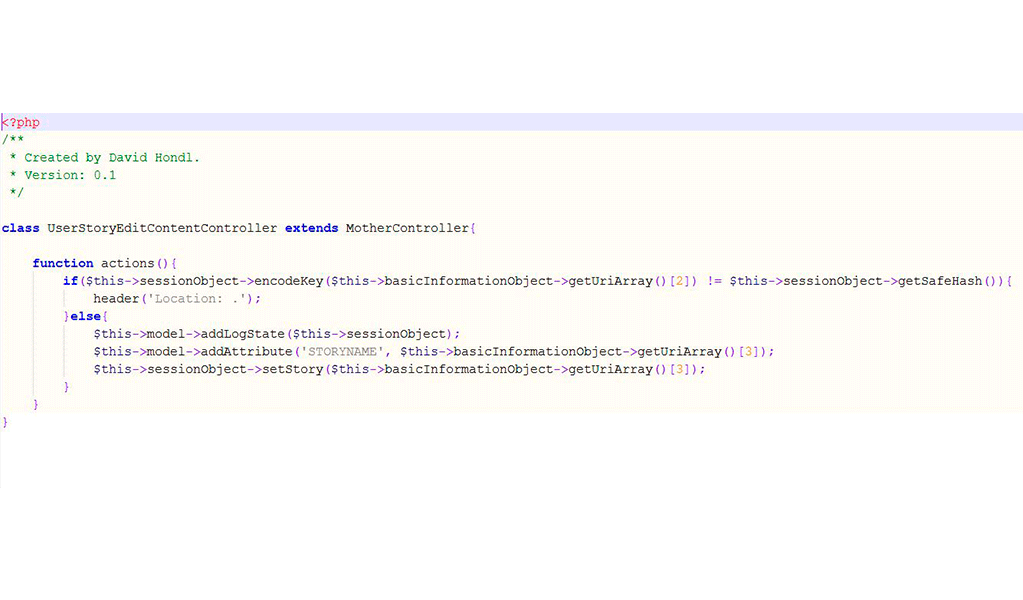 <?php
/**
 * Created by David Hondl.
 * Version: 0.1
 */
class UserStoryEditContentController extends MotherController{
    function actions(){
        if($this->sessionObject->encodeKey($this->basicInformationObject->getUriArray()[2]) != $this->sessionObject->getSafeHash()){
            header('Location: .');
        }else{
            $this->model->addLogState($this->sessionObject);
            $this->model->addAttribute('STORYNAME', $this->basicInformationObject->getUriArray()[3]);
            $this->sessionObject->setStory($this->basicInformationObject->getUriArray()[3]);
        }
    }
}